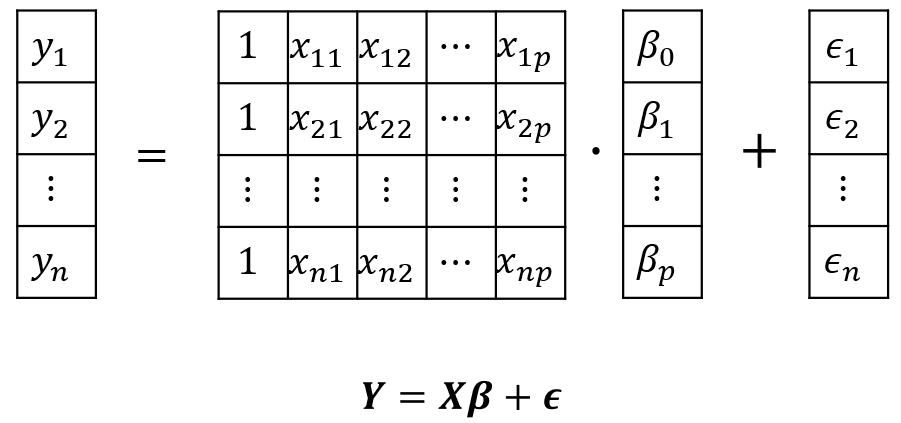 y₁ = 1 x₁₁ x₁₂ ⋯ x₁ₚ · β₀ + ϵ₁
y₂ 1 x₂₁ x₂₂ ⋯ x₂ₚ β₁ ϵ₂
⋮ ⋮ ⋮ ⋮ ⋮ ⋮ ⋮ ⋮
yₙ 1 xₙ₁ xₙ₂ ⋯ xₙₚ βₚ ϵₙ
Y = Xβ + ϵ